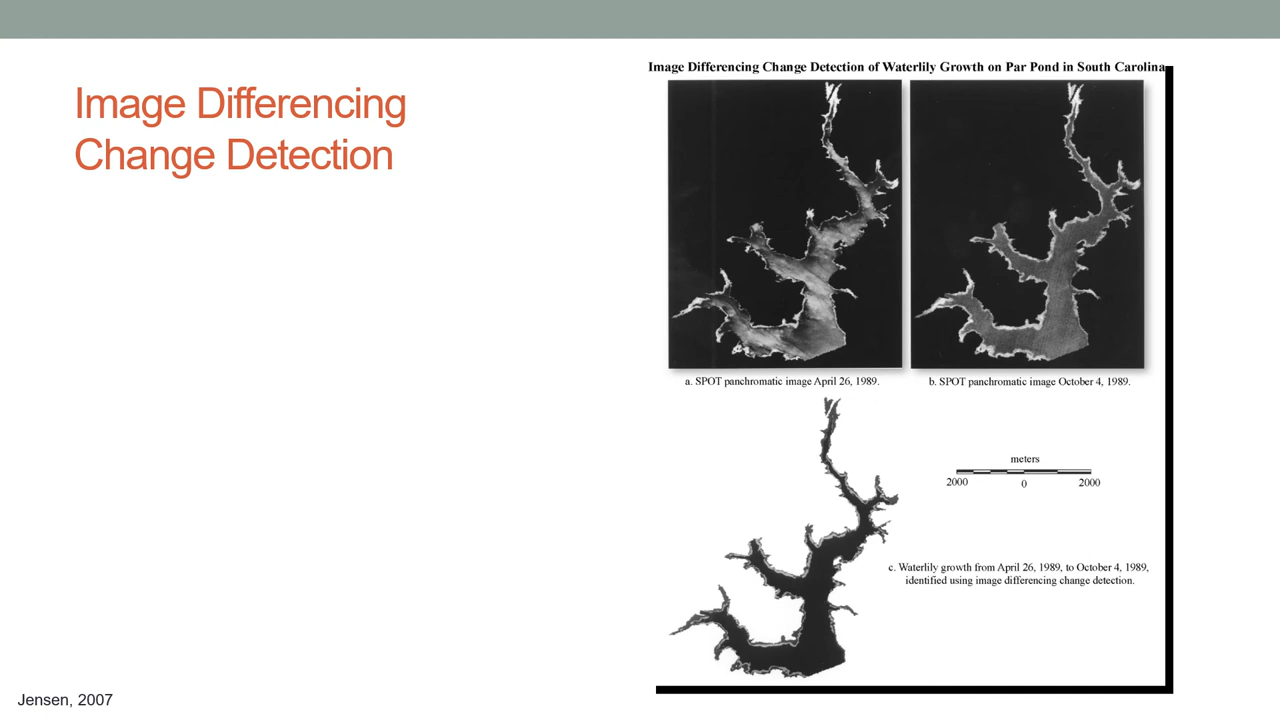 Image Differencing
Change Detection
Image Differencing Change Detection of Waterlily Growth on Par Pond in South Carolina
a. SPOT panchromatic image April 26, 1989.
b. SPOT panchromatic image October 4, 1989.
meters
2000 0 2000
c. Waterlily growth from April 26, 1989, to October 4, 1989,
identified using image differencing change detection.
Jensen, 2007